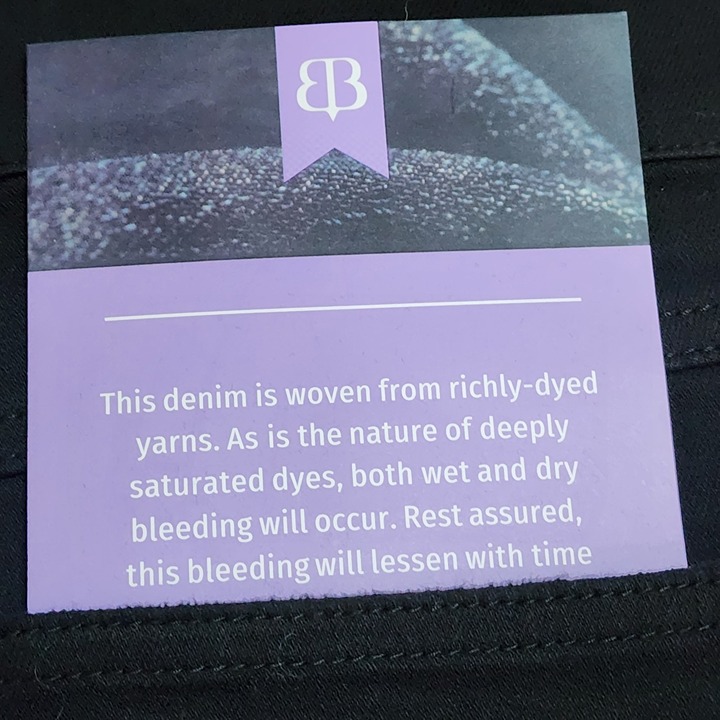 BB
This denim is woven from richly-dyed
yarns. As is the nature of deeply
saturated dyes, both wet and dry
bleeding will occur. Rest assured,
this bleeding will lessen with time